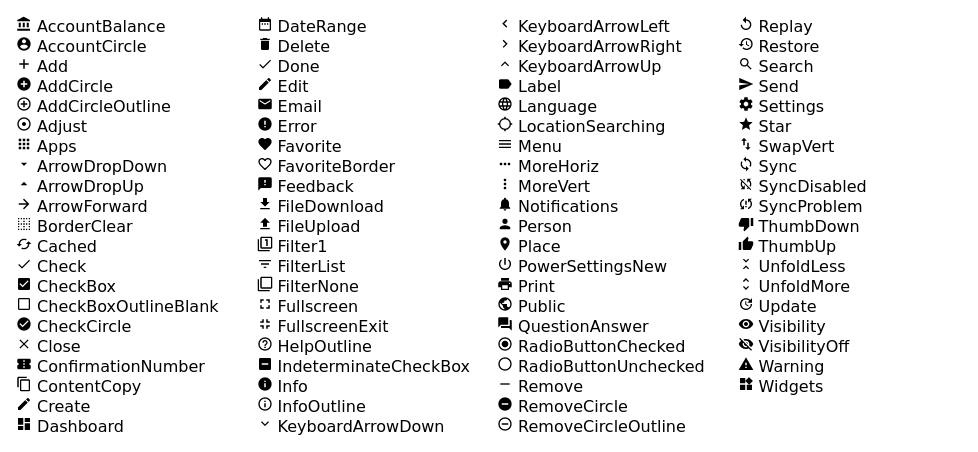 AccountBalance
AccountCircle
Add
AddCircle
AddCircleOutline
Adjust
Apps
ArrowDropDown
ArrowDropUp
ArrowForward
BorderClear
Cached
Check
CheckBox
CheckBoxOutlineBlank
CheckCircle
Close
ConfirmationNumber
ContentCopy
Create
Dashboard
DateRange
Delete
Done
Edit
Email
Error
Favorite
FavoriteBorder
Feedback
FileDownload
FileUpload
Filter1
FilterList
FilterNone
Fullscreen
FullscreenExit
HelpOutline
IndeterminateCheckBox
Info
InfoOutline
KeyboardArrowDown
KeyboardArrowLeft
KeyboardArrowRight
KeyboardArrowUp
Label
Language
LocationSearching
Menu
MoreHoriz
MoreVert
Notifications
Person
Place
PowerSettingsNew
Print
Public
QuestionAnswer
RadioButtonChecked
RadioButtonUnchecked
Remove
RemoveCircle
RemoveCircleOutline
Replay
Restore
Search
Send
Settings
Star
SwapVert
Sync
SyncDisabled
SyncProblem
ThumbDown
ThumbUp
UnfoldLess
UnfoldMore
Update
Visibility
VisibilityOff
Warning
Widgets